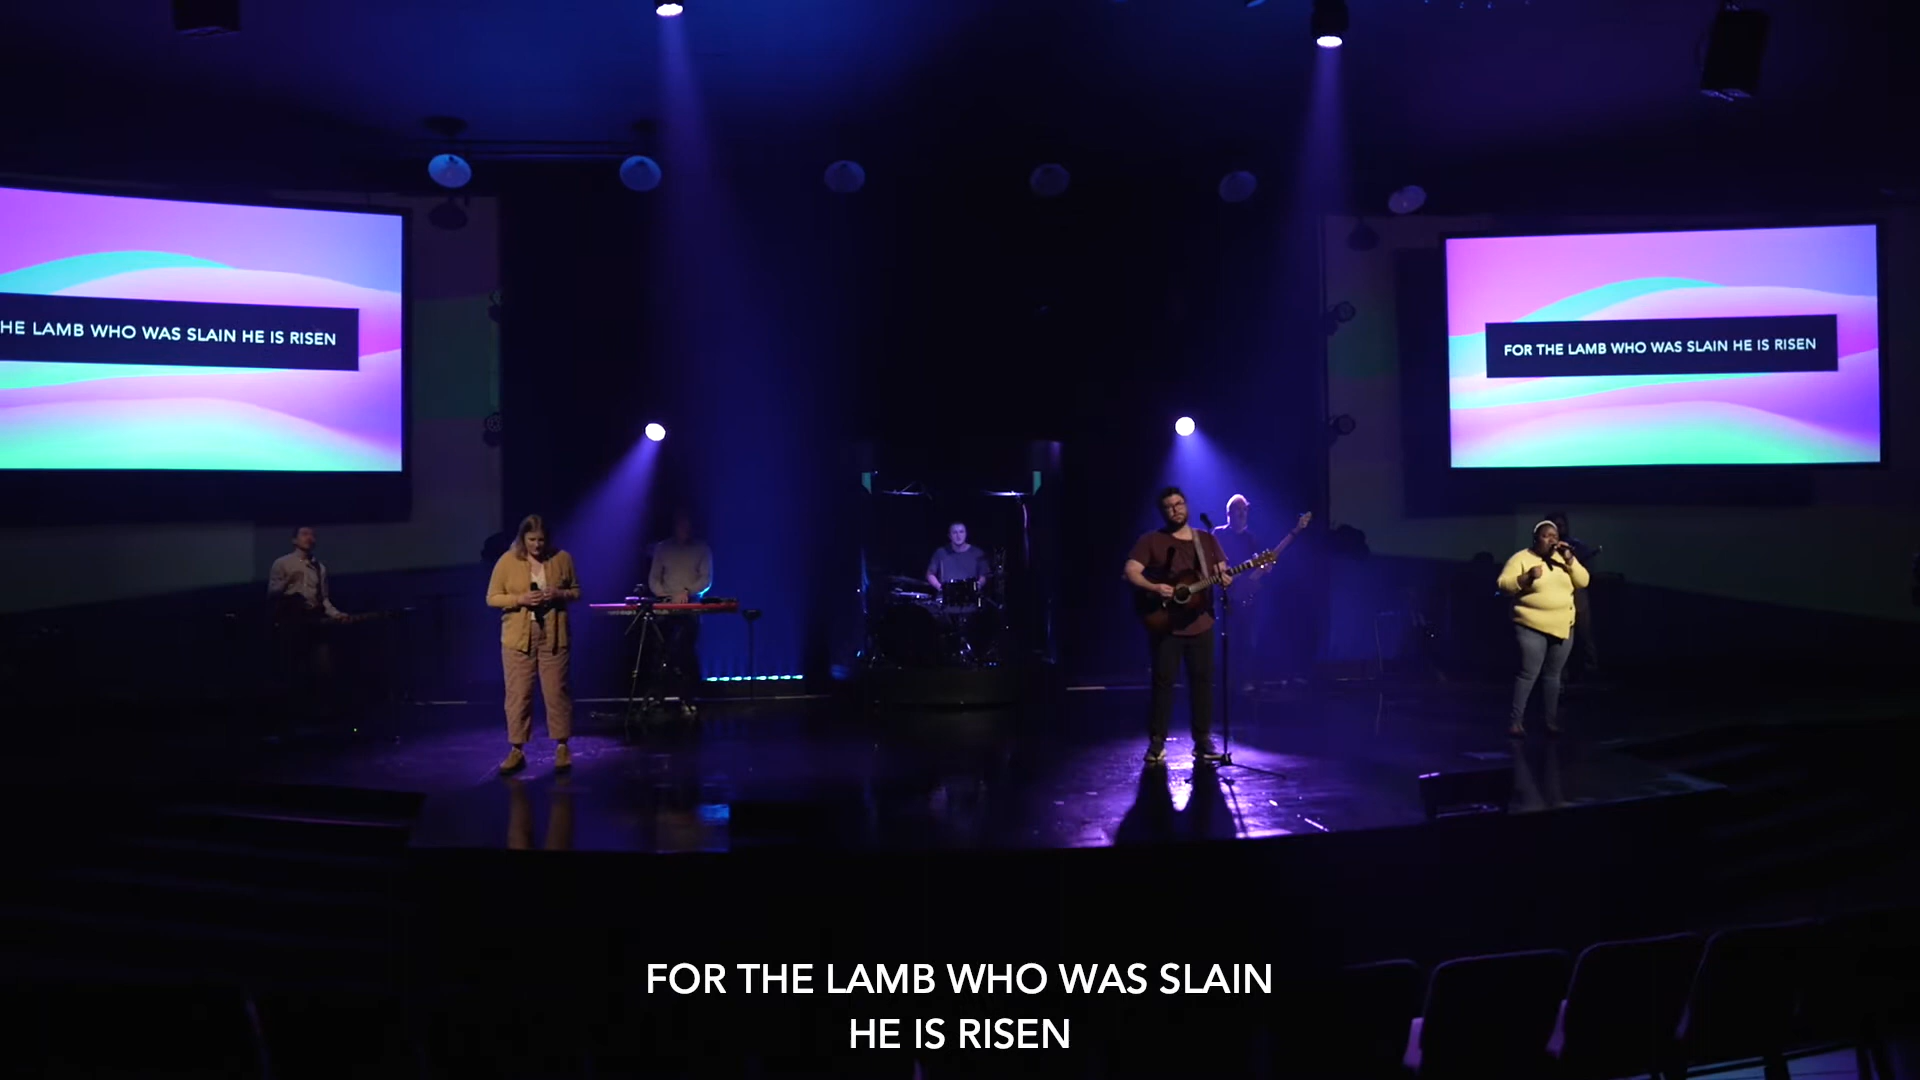 HE LAMB WHO WAS SLAIN HE IS RISEN
FOR THE LAMB WHO WAS SLAIN HE IS RISEN
FOR THE LAMB WHO WAS SLAIN
HE IS RISEN